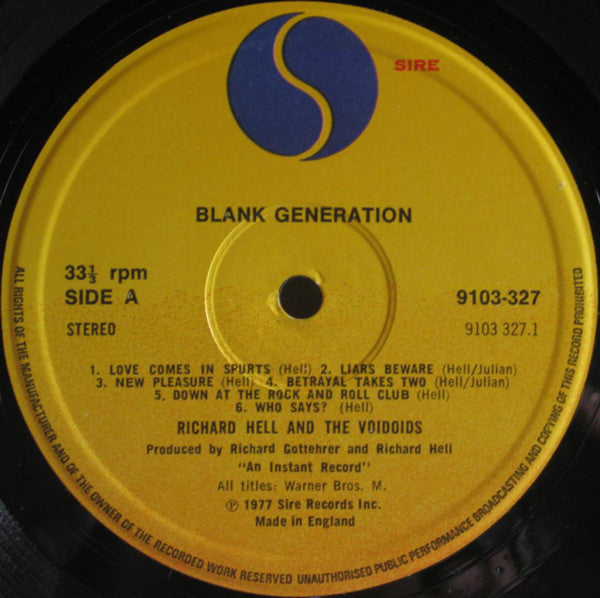 SIRE
BLANK GENERATION
33⅓ rpm
SIDE A
STEREO
9103-327
9103 327.1
1. LOVE COMES IN SPURTS (Hell) 2. LIARS BEWARE (Hell/Julian)
3. NEW PLEASURE (Hell) 4. BETRAYAL TAKES TWO (Hell/Julian)
5. DOWN AT THE ROCK AND ROLL CLUB (Hell)
6. WHO SAYS? (Hell)
RICHARD HELL AND THE VOIDOIDS
Produced by Richard Gottehrer and Richard Hell
"An Instant Record"
All titles: Warner Bros. M.
℗ 1977 Sire Records Inc.
Made in England
ALL RIGHTS OF THE MANUFACTURER AND OF THE OWNER OF THE RECORDED WORK RESERVED UNAUTHORISED PUBLIC PERFORMANCE BROADCASTING AND COPYING OF THIS RECORD PROHIBITED